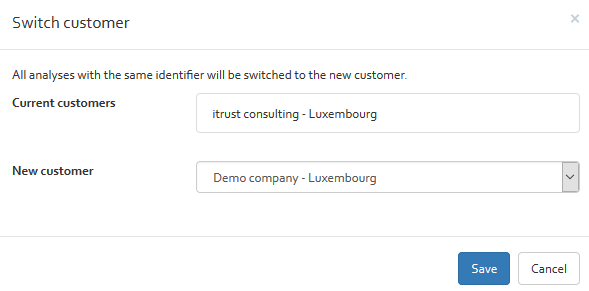 Switch customer
×
All analyses with the same identifier will be switched to the new customer.
Current customers
itrust consulting - Luxembourg
New customer
Demo company - Luxembourg
Save
Cancel